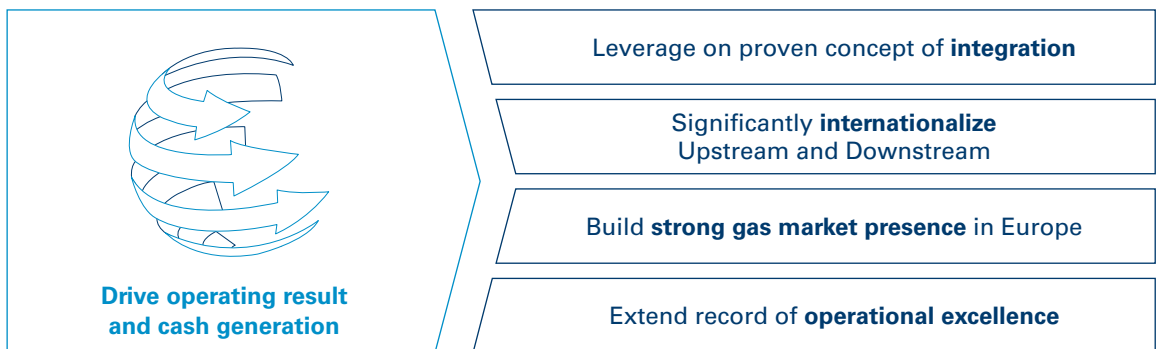 Drive operating result
and cash generation
Leverage on proven concept of integration
Significantly internationalize
Upstream and Downstream
Build strong gas market presence in Europe
Extend record of operational excellence